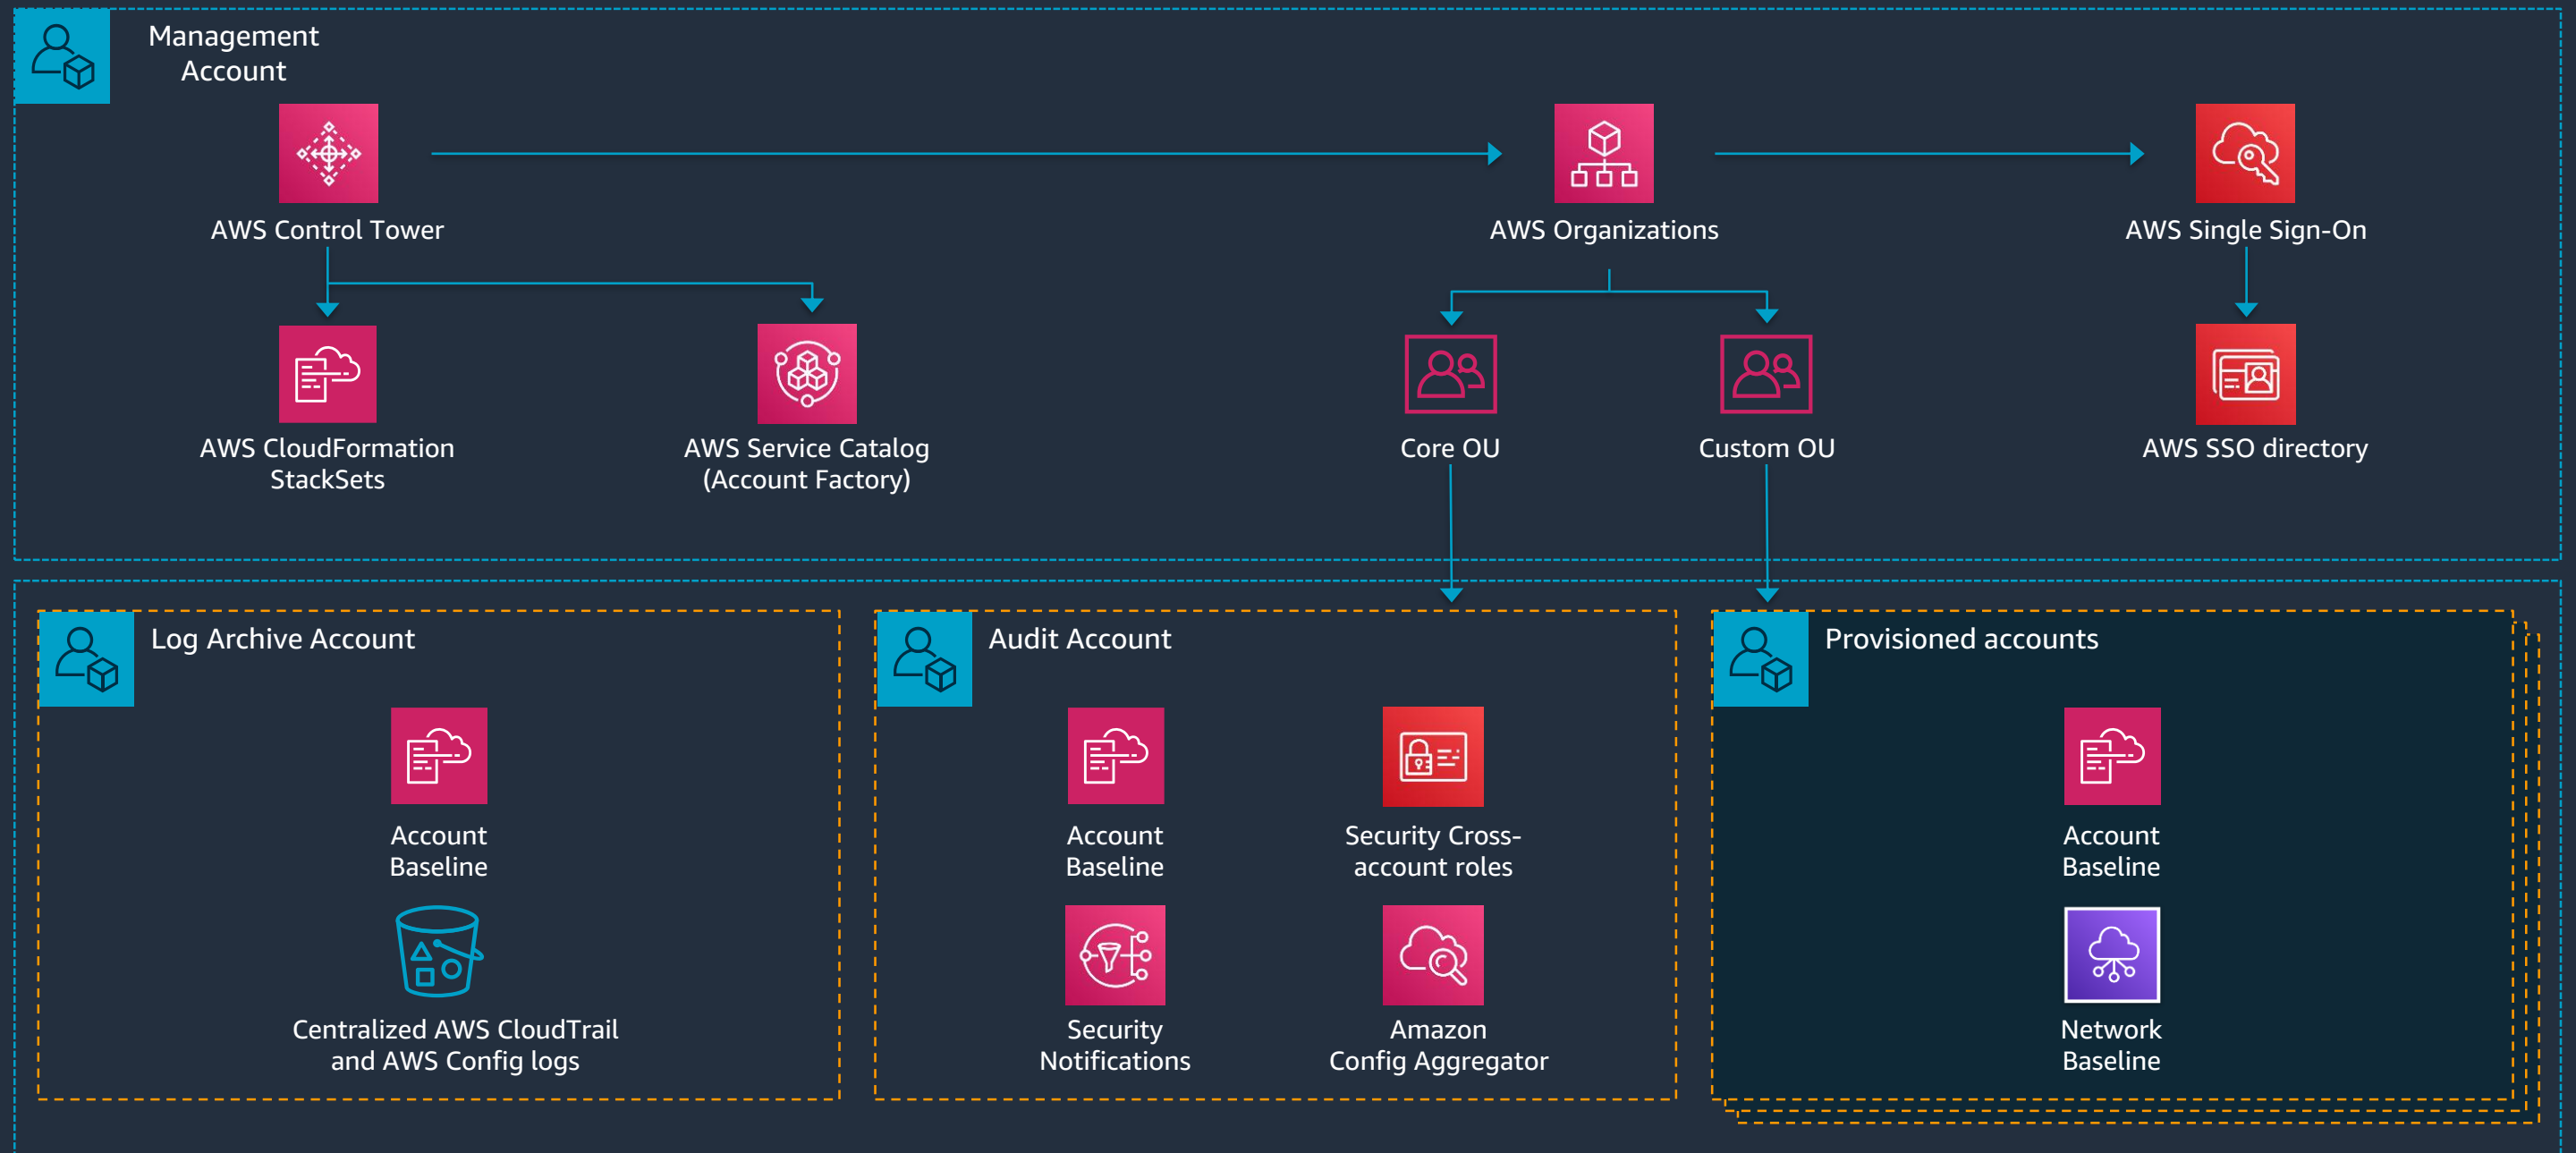 Management
Account
AWS Control Tower
AWS Organizations
AWS Single Sign-On
AWS CloudFormation
StackSets
AWS Service Catalog
(Account Factory)
Core OU
Custom OU
AWS SSO directory
Log Archive Account
Account
Baseline
Centralized AWS CloudTrail
and AWS Config logs
Audit Account
Account
Baseline
Security Cross-
account roles
Security
Notifications
Amazon
Config Aggregator
Provisioned accounts
Account
Baseline
Network
Baseline